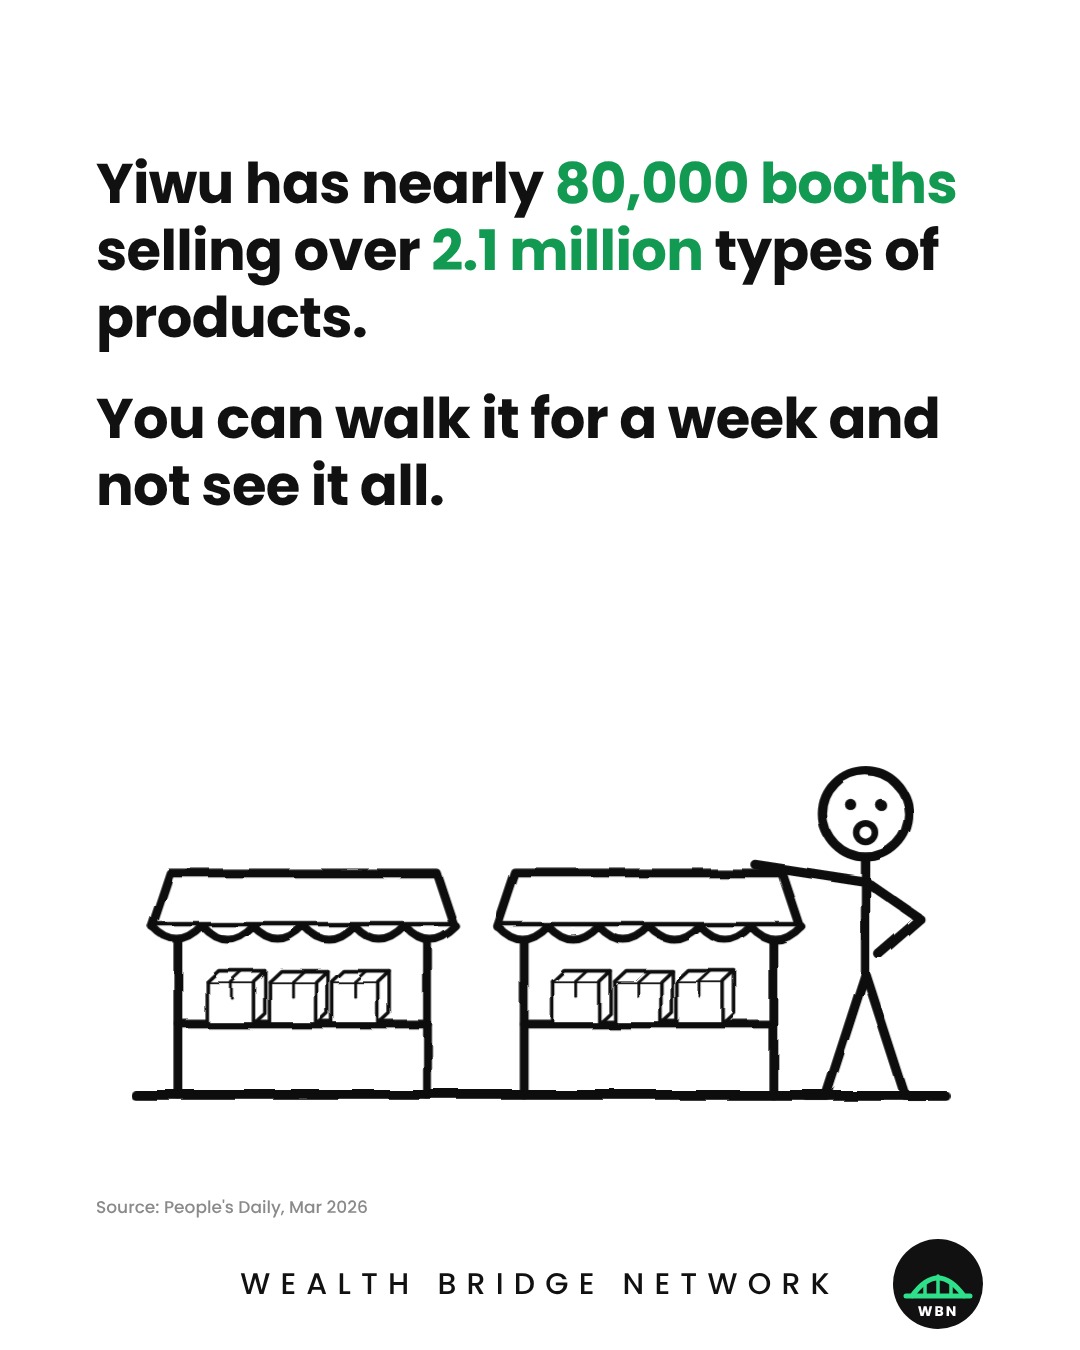 Yiwu has nearly 80,000 booths
selling over 2.1 million types of
products.
You can walk it for a week and
not see it all.
Source: People's Daily, Mar 2026
WEALTH BRIDGE NETWORK
WBN